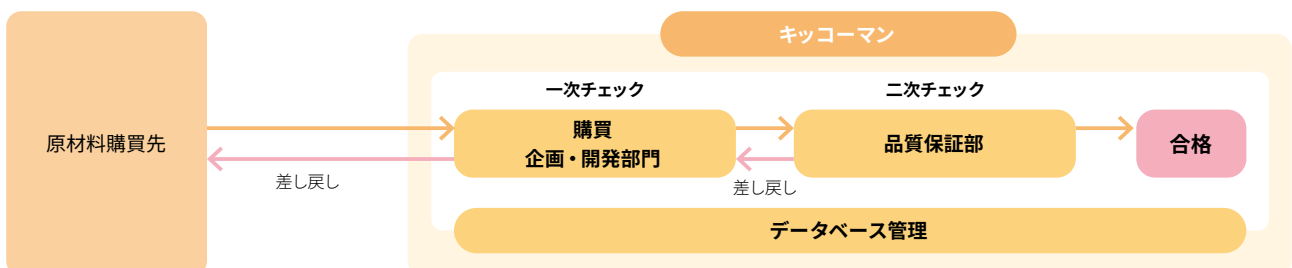 キッコーマン
一次チェック
二次チェック
原材料購買先
購買
企画・開発部門
品質保証部
合格
差し戻し
差し戻し
データベース管理